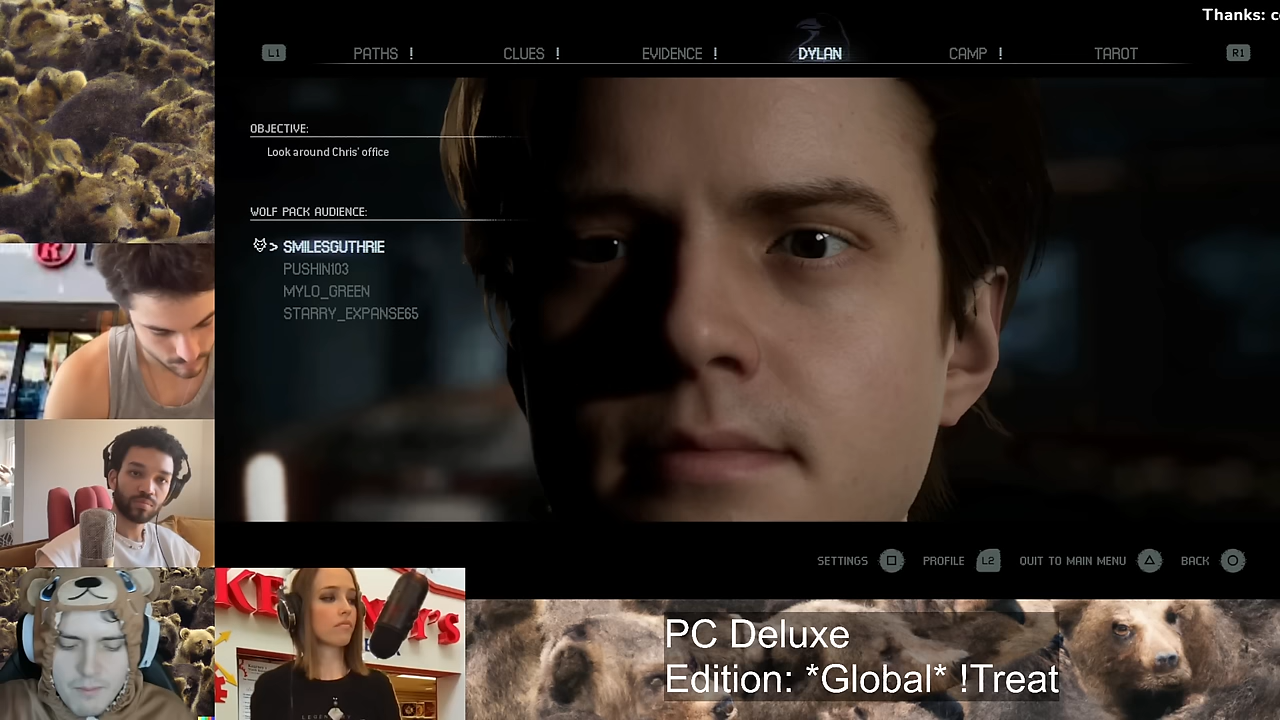 Thanks: c
L1
PATHS !
CLUES !
EVIDENCE !
DYLAN
CAMP !
TAROT
R1
OBJECTIVE:
Look around Chris' office
WOLF PACK AUDIENCE:
> SMILESGUTHRIE
PUSHIN103
MYLO_GREEN
STARRY_EXPANSE65
SETTINGS
PROFILE
L2
QUIT TO MAIN MENU
BACK
PC Deluxe
Edition: *Global* !Treat